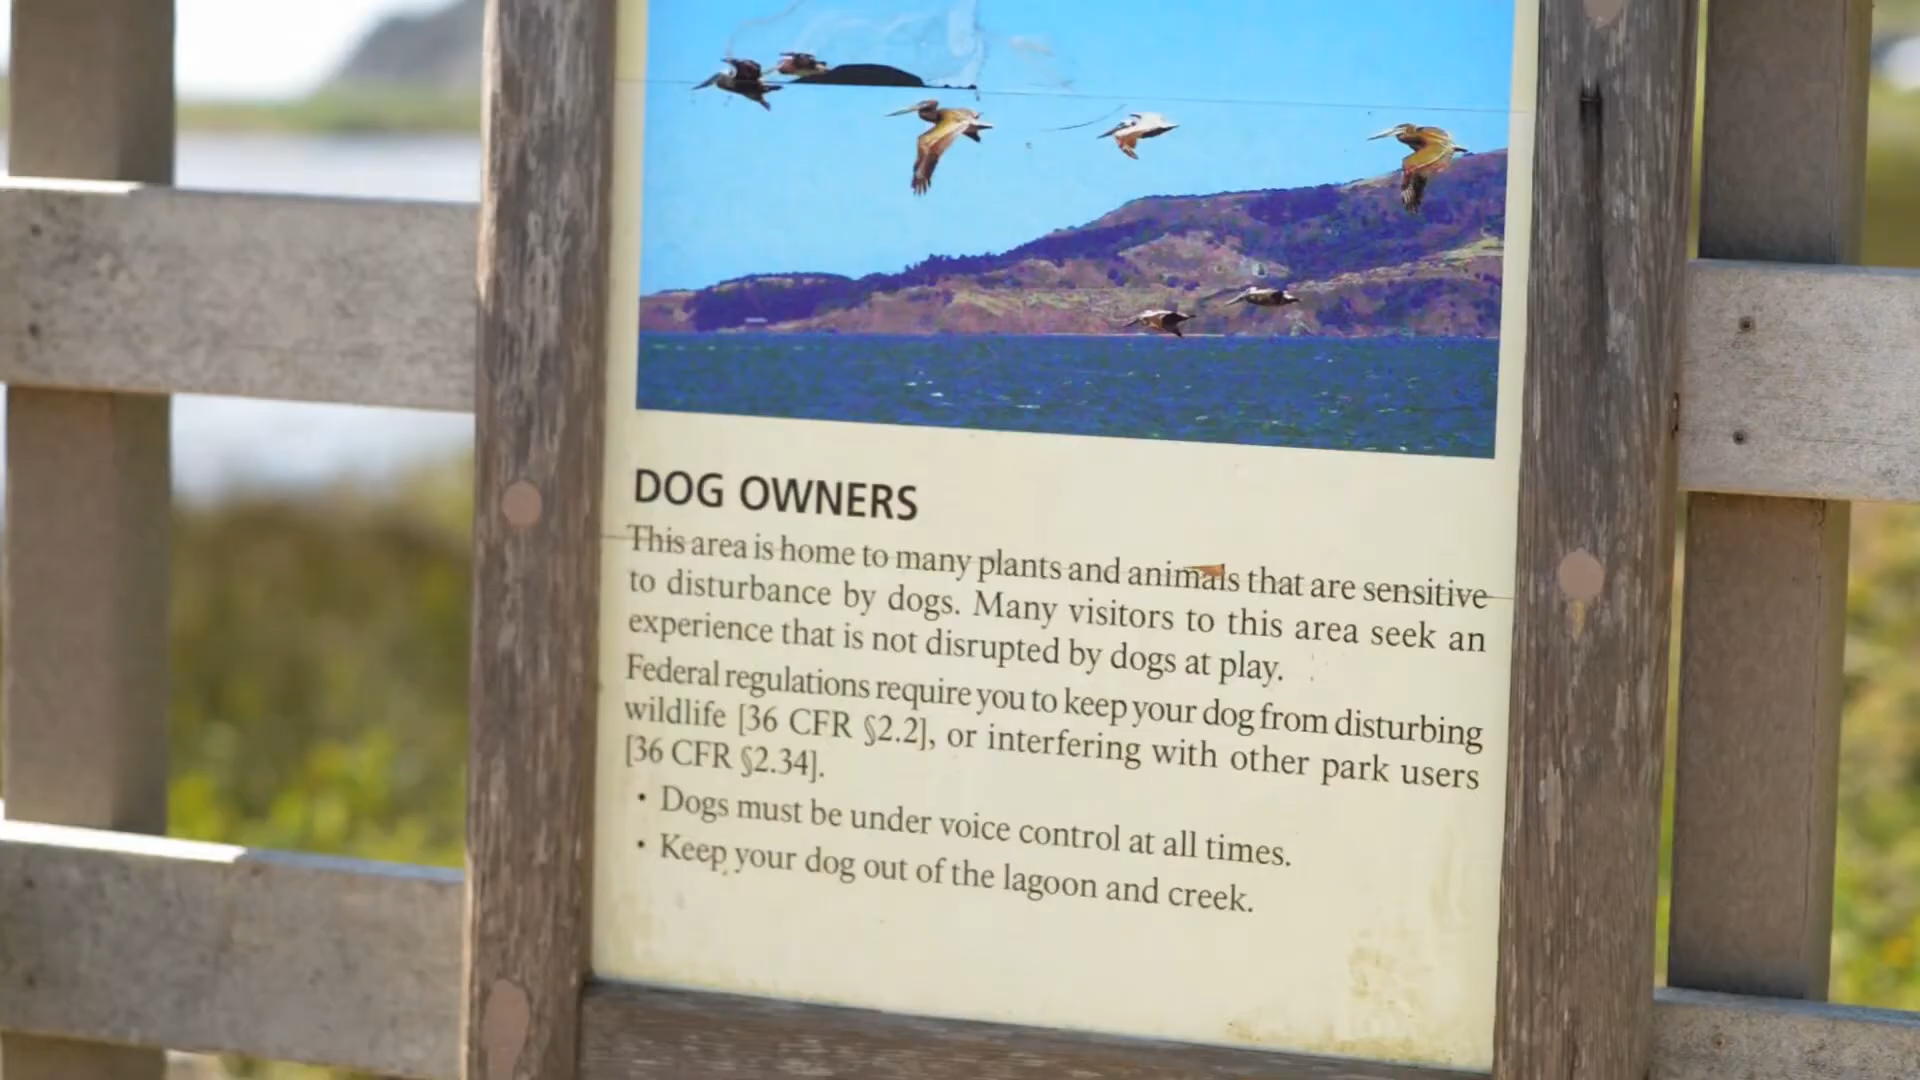 DOG OWNERS
This area is home to many plants and animals that are sensitive
to disturbance by dogs. Many visitors to this area seek an
experience that is not disrupted by dogs at play.
Federal regulations require you to keep your dog from disturbing
wildlife [36 CFR §2.2], or interfering with other park users
[36 CFR §2.34].
• Dogs must be under voice control at all times.
• Keep your dog out of the lagoon and creek.